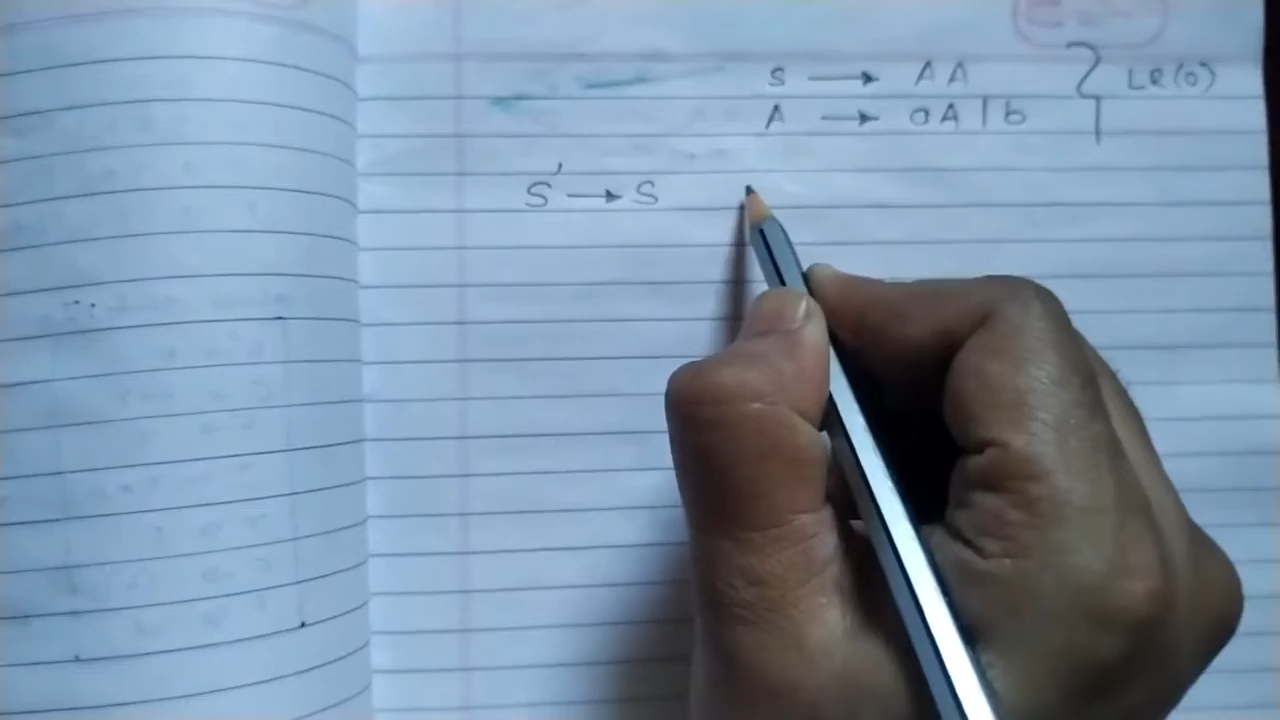 S → AA } LR(0)
A → aA | b
S' → S